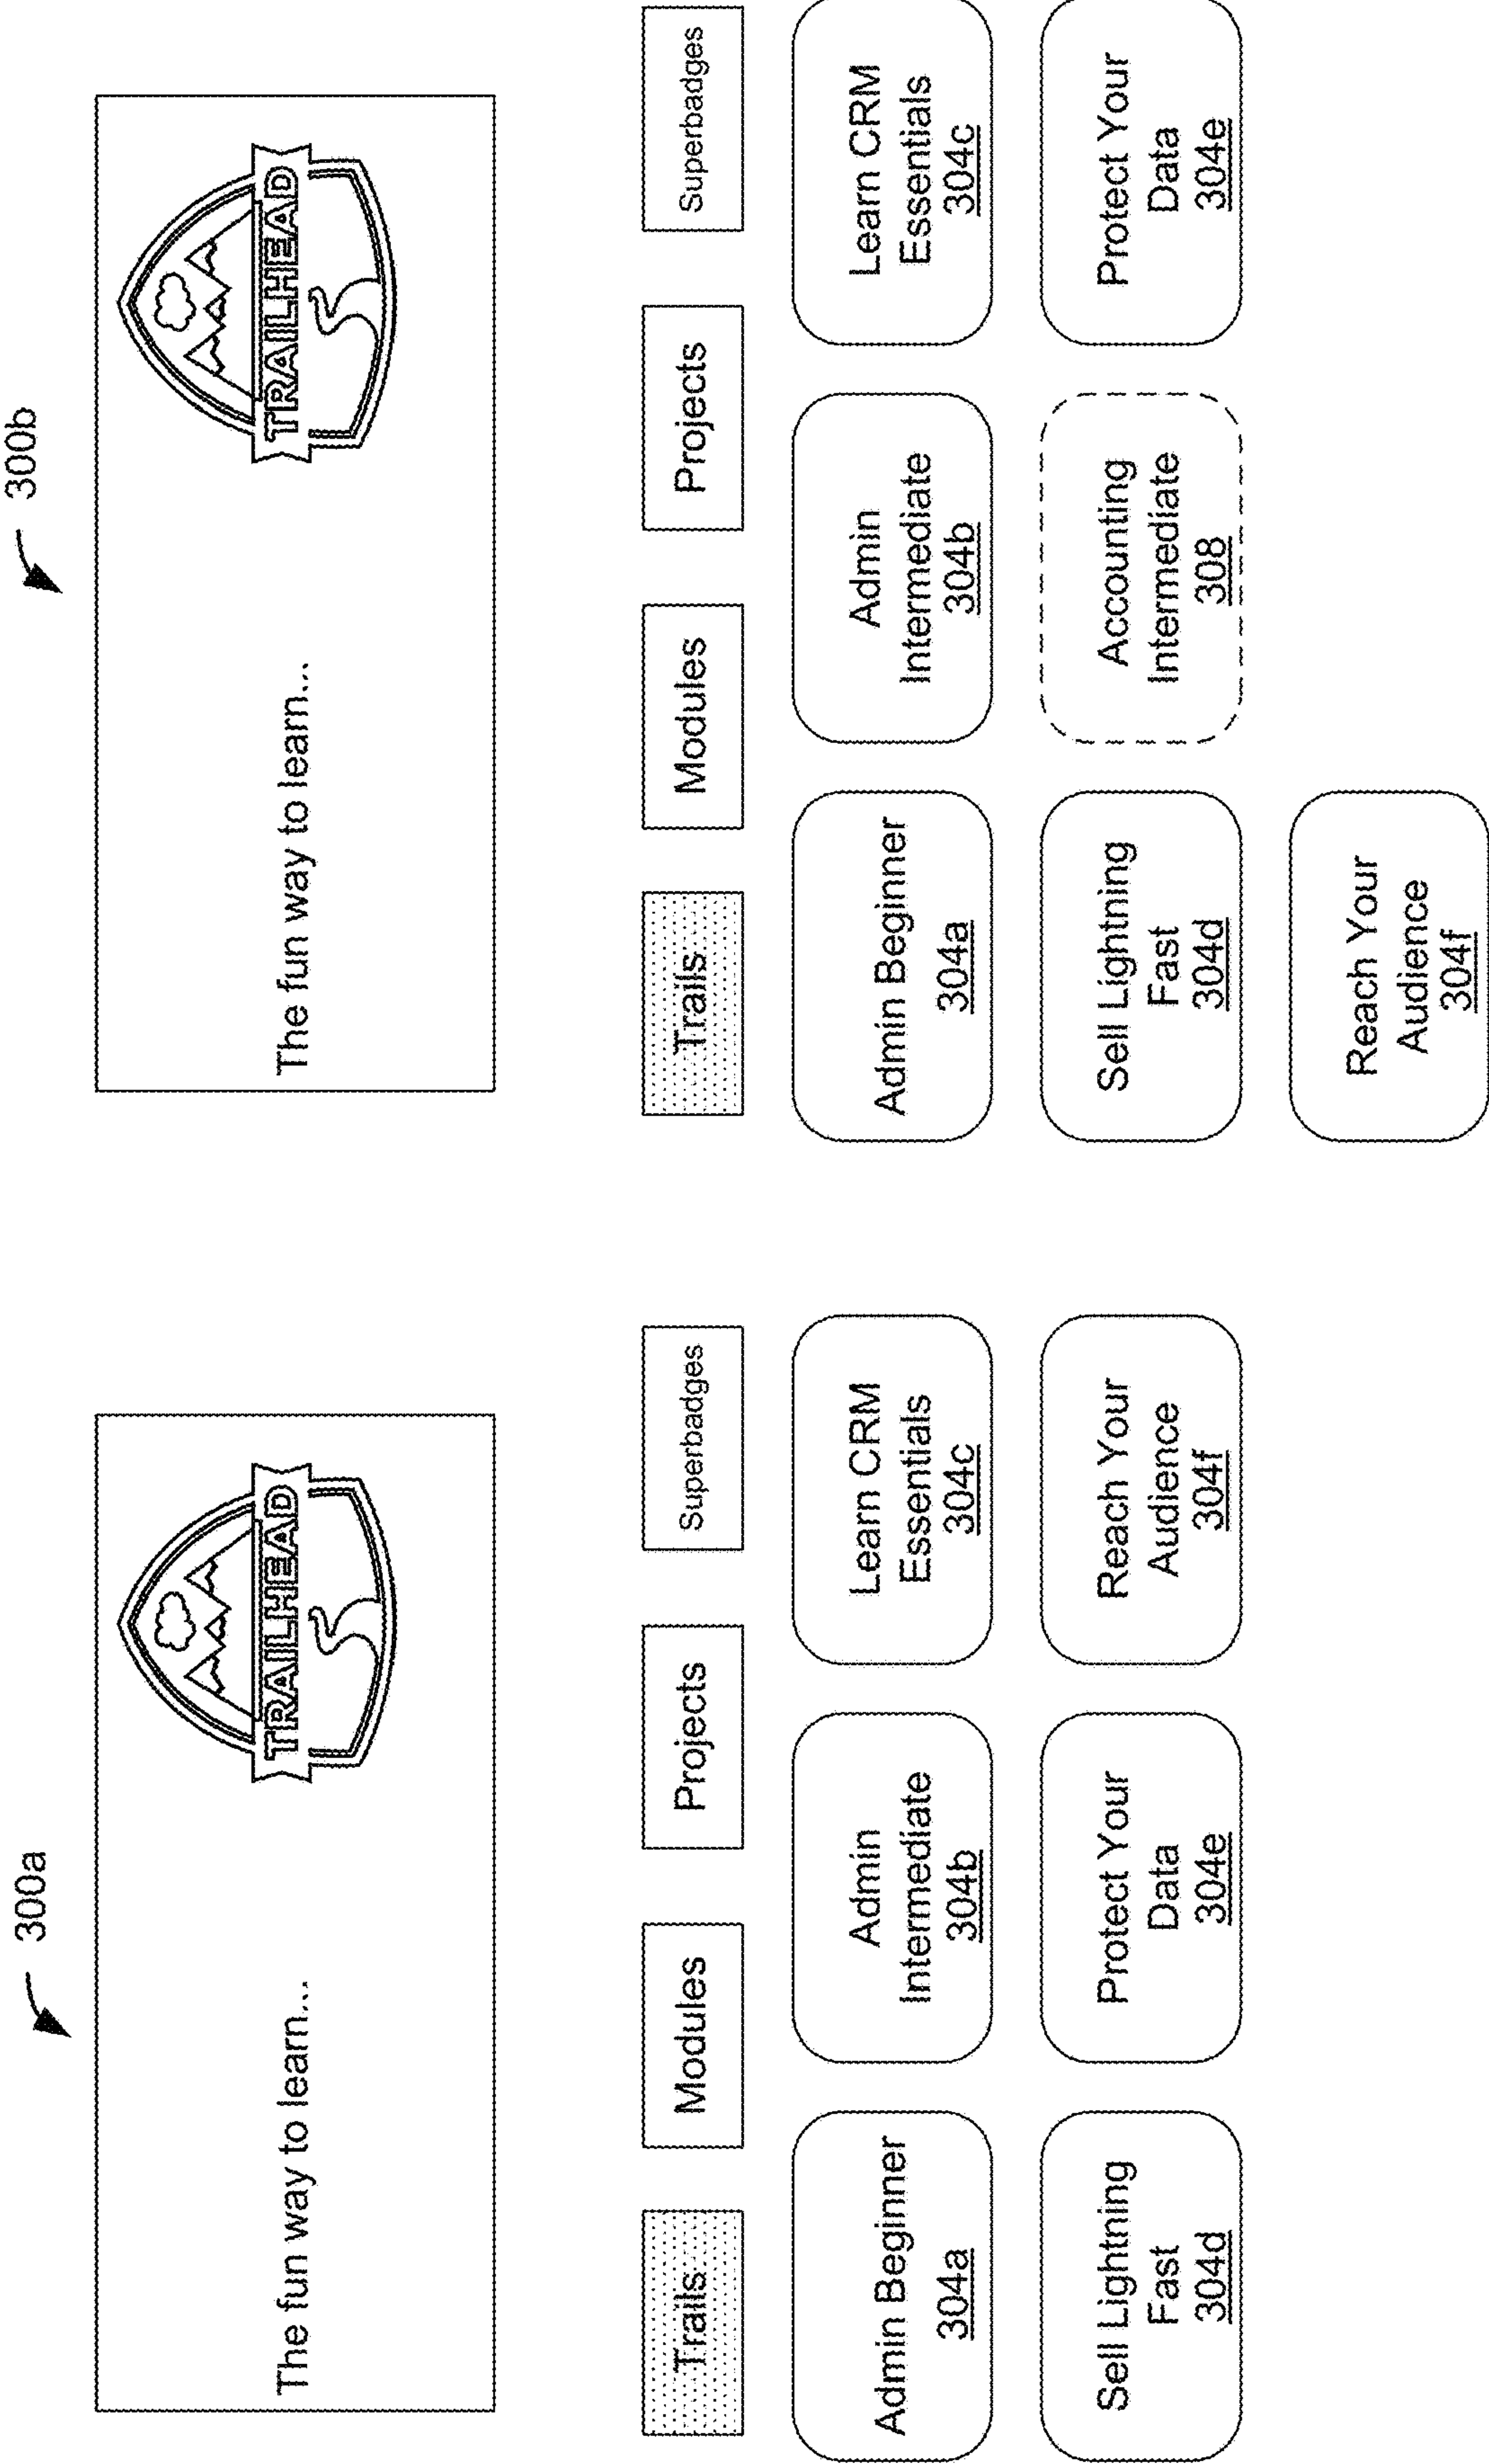 300a
The fun way to learn...
TRAILHEAD
Trails
Modules
Projects
Superbadges
Admin Beginner
304a
Admin
Intermediate
304b
Learn CRM
Essentials
304c
Sell Lightning
Fast
304d
Protect Your
Data
304e
Reach Your
Audience
304f
300b
The fun way to learn...
TRAILHEAD
Trails
Modules
Projects
Superbadges
Admin Beginner
304a
Admin
Intermediate
304b
Learn CRM
Essentials
304c
Sell Lightning
Fast
304d
Accounting
Intermediate
308
Protect Your
Data
304e
Reach Your
Audience
304f